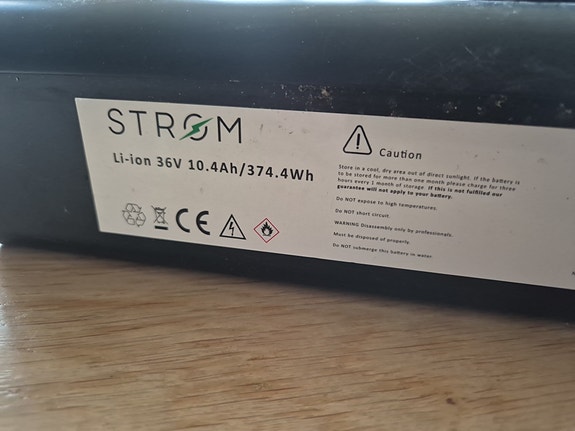 STROM
Li-ion 36V 10.4Ah/374.4Wh
CE
Caution
Store in a cool, dry area out of direct sunlight. If the battery is
to be stored for more than one month please charge for three
hours every 1 month of storage. If this is not fulfilled our
guarantee will not apply to your battery.
Do NOT expose to high temperatures.
Do NOT short circuit
WARNING Disassembly only by professionals.
Must be disposed of properly.
Do NOT submerge this battery in water.